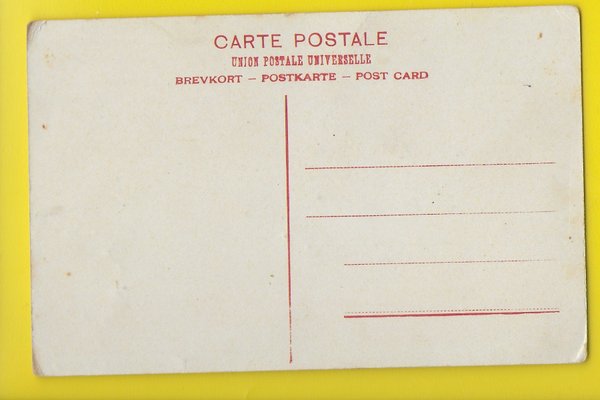 CARTE POSTALE
UNION POSTALE UNIVERSELLE
BREVKORT — POSTKARTE — POST CARD